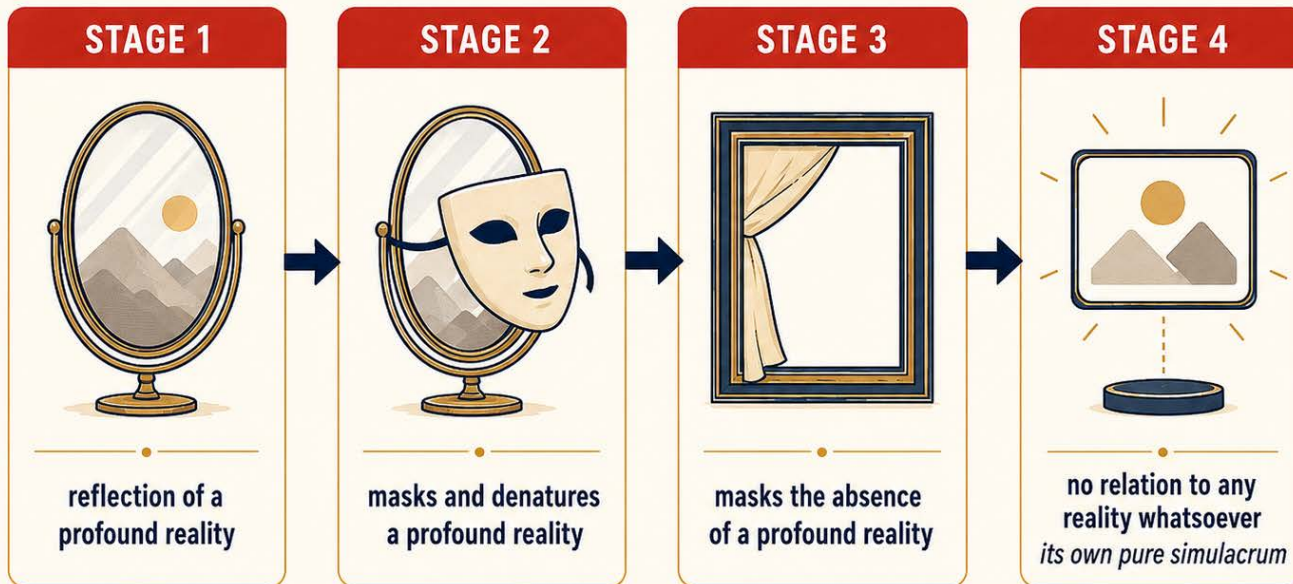 STAGE 1
reflection of a
profound reality
STAGE 2
masks and denatures
a profound reality
STAGE 3
masks the absence
of a profound reality
STAGE 4
no relation to any
reality whatsoever
its own pure simulacrum